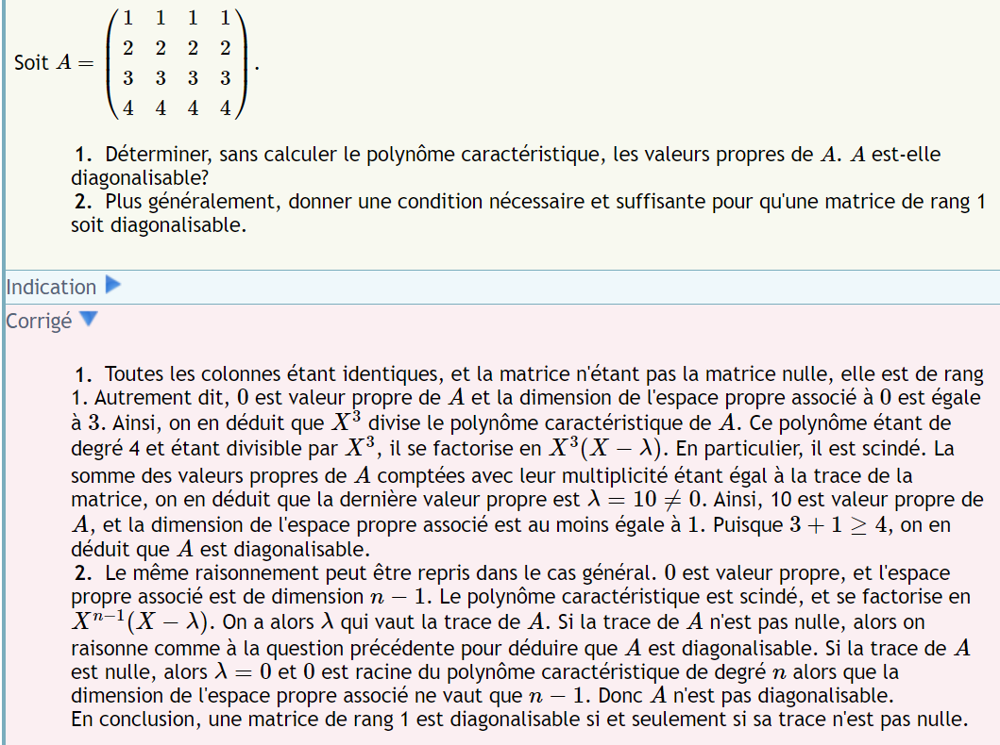 Soit A = \begin{pmatrix} 1 & 1 & 1 & 1 \\ 2 & 2 & 2 & 2 \\ 3 & 3 & 3 & 3 \\ 4 & 4 & 4 & 4 \end{pmatrix}.
1. Déterminer, sans calculer le polynôme caractéristique, les valeurs propres de A. A est-elle
diagonalisable?
2. Plus généralement, donner une condition nécessaire et suffisante pour qu'une matrice de rang 1
soit diagonalisable.
Indication
Corrigé
1. Toutes les colonnes étant identiques, et la matrice n'étant pas la matrice nulle, elle est de rang
1. Autrement dit, 0 est valeur propre de A et la dimension de l'espace propre associé à 0 est égale
à 3. Ainsi, on en déduit que X³ divise le polynôme caractéristique de A. Ce polynôme étant de
degré 4 et étant divisible par X³, il se factorise en X³(X − λ). En particulier, il est scindé. La
somme des valeurs propres de A comptées avec leur multiplicité étant égal à la trace de la
matrice, on en déduit que la dernière valeur propre est λ = 10 ≠ 0. Ainsi, 10 est valeur propre de
A, et la dimension de l'espace propre associé est au moins égale à 1. Puisque 3 + 1 ≥ 4, on en
déduit que A est diagonalisable.
2. Le même raisonnement peut être repris dans le cas général. 0 est valeur propre, et l'espace
propre associé est de dimension n − 1. Le polynôme caractéristique est scindé, et se factorise en
Xⁿ⁻¹(X − λ). On a alors λ qui vaut la trace de A. Si la trace de A n'est pas nulle, alors on
raisonne comme à la question précédente pour déduire que A est diagonalisable. Si la trace de A
est nulle, alors λ = 0 et 0 est racine du polynôme caractéristique de degré n alors que la
dimension de l'espace propre associé ne vaut que n − 1. Donc A n'est pas diagonalisable.
En conclusion, une matrice de rang 1 est diagonalisable si et seulement si sa trace n'est pas nulle.